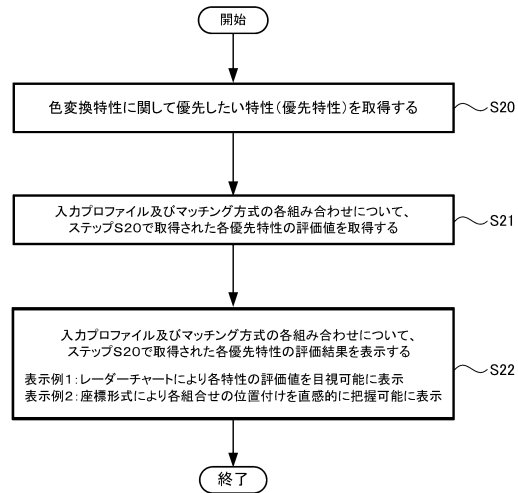 開始
色変換特性に関して優先したい特性(優先特性)を取得する
S20
入力プロファイル及びマッチング方式の各組み合わせについて、
ステップS20で取得された各優先特性の評価値を取得する
S21
入力プロファイル及びマッチング方式の各組み合わせについて、
ステップS20で取得された各優先特性の評価結果を表示する
表示例1:レーダーチャートにより各特性の評価値を目視可能に表示
表示例2:座標形式により各組合せの位置付けを直感的に把握可能に表示
S22
終了